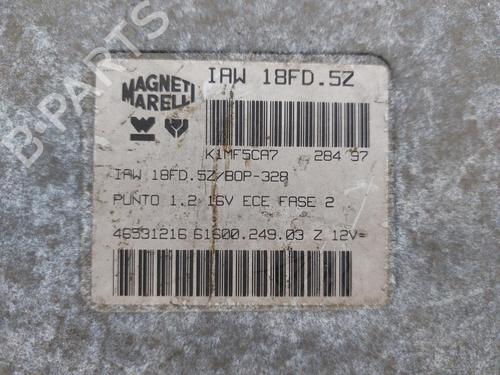 MAGNETI
MARELLI
IAW 18FD.5Z
K1MF5CA7 284 97
IAW 18FD.5Z/BOP-328
PUNTO 1.2 16V ECE FASE 2
46531216 61600.249.03 Z 12V=
B-PARTS